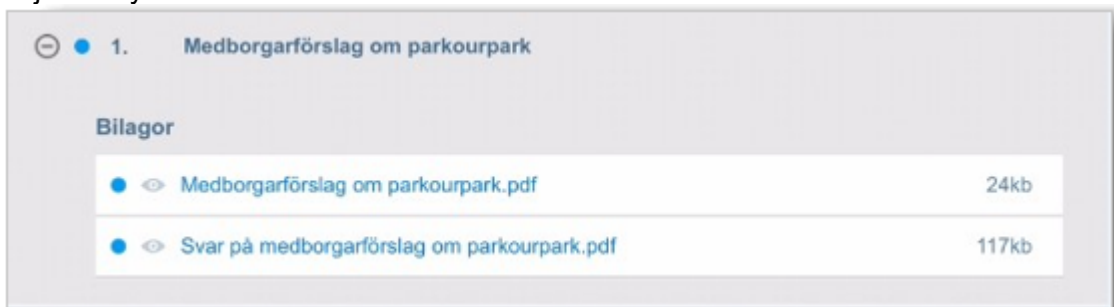 1. Medborgarförslag om parkourpark
Bilagor
Medborgarförslag om parkourpark.pdf 24kb
Svar på medborgarförslag om parkourpark.pdf 117kb